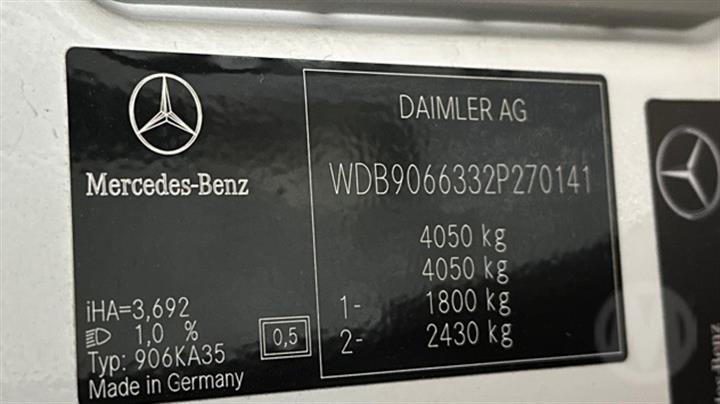 Mercedes-Benz
iHA=3,692
1,0 %
Typ: 906KA35
Made in Germany
0,5
DAIMLER AG
WDB9066332P270141
4050 kg
4050 kg
1- 1800 kg
2- 2430 kg